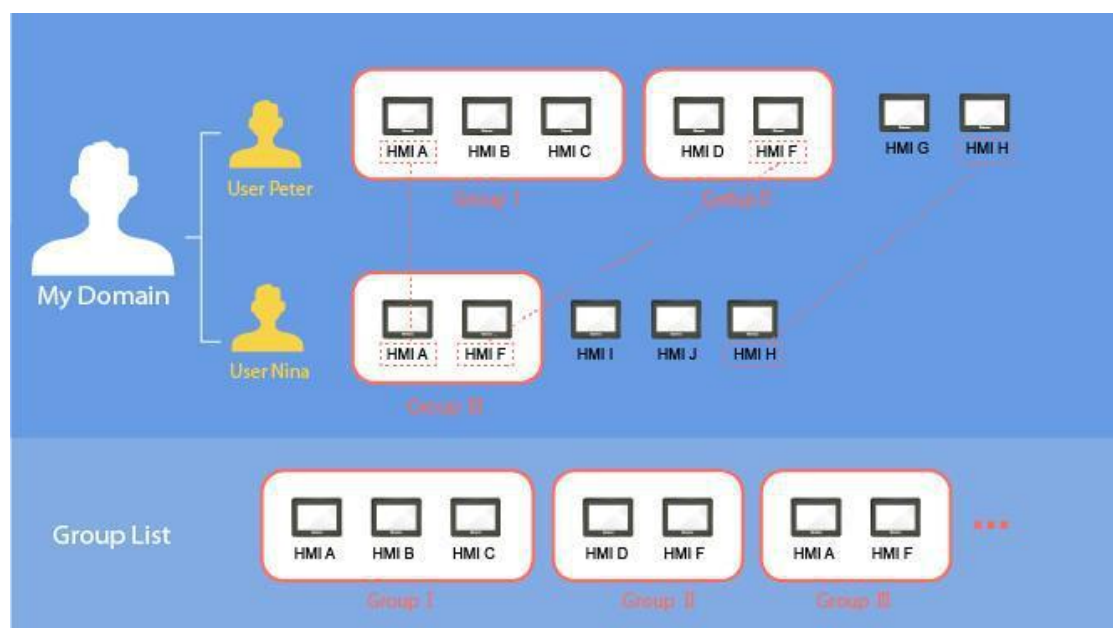 HMI A HMI B HMI C HMI D HMI F HMI G HMI H
User Peter
Group I Group II
My Domain
HMI A HMI F HMI I HMI J HMI H
User Nina
Group III
Group List
HMI A HMI B HMI C HMI D HMI F HMI A HMI F
...
Group I Group II Group III